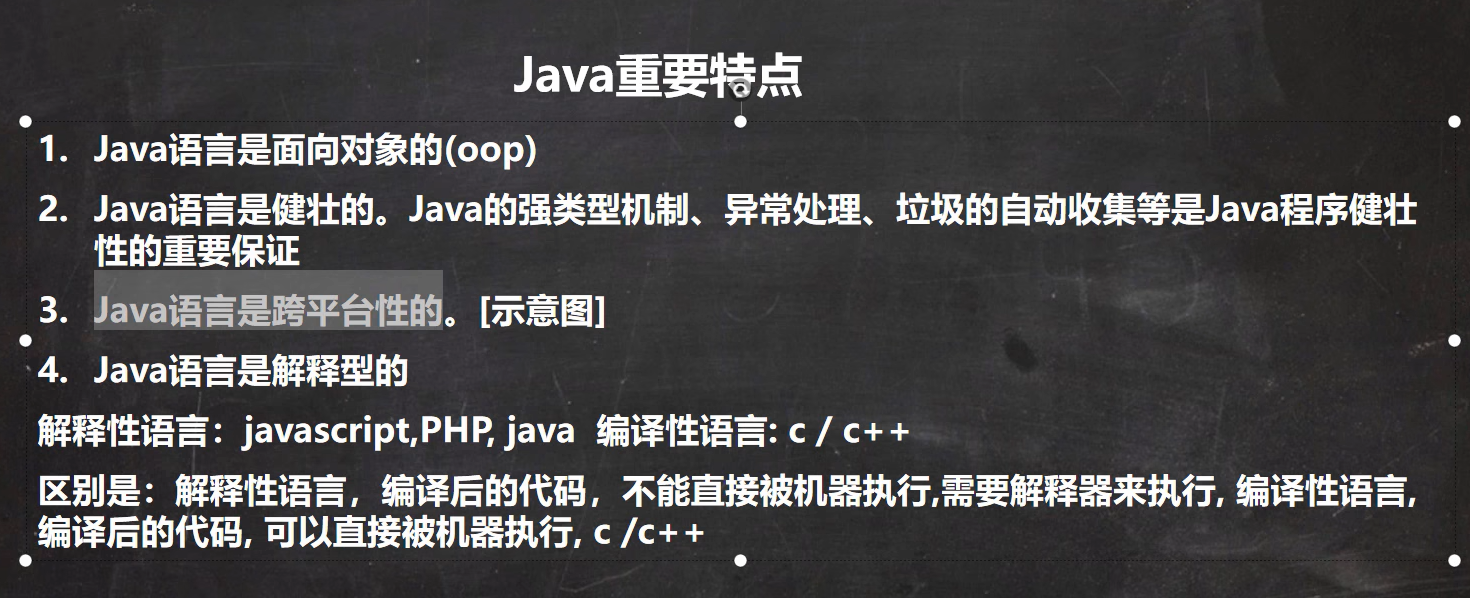 Java重要特点
1. Java语言是面向对象的(oop)
2. Java语言是健壮的。Java的强类型机制、异常处理、垃圾的自动收集等是Java程序健壮
性的重要保证
3. Java语言是跨平台性的。[示意图]
4. Java语言是解释型的
解释性语言：javascript,PHP, java 编译性语言: c / c++
区别是：解释性语言，编译后的代码，不能直接被机器执行,需要解释器来执行, 编译性语言,
编译后的代码, 可以直接被机器执行, c /c++